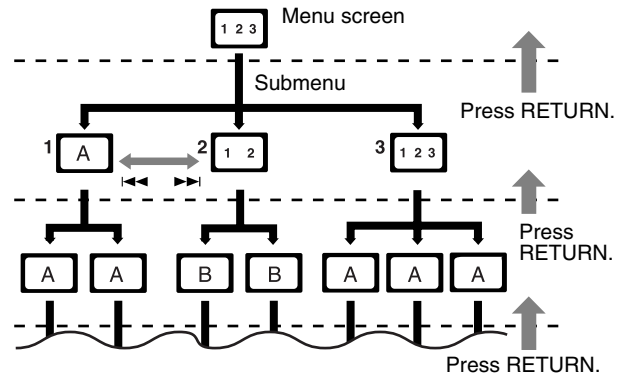 Menu screen
1 2 3
Submenu
Press RETURN.
1 A
2 1 2
3 1 2 3
Press
RETURN.
A A B B A A A
Press RETURN.